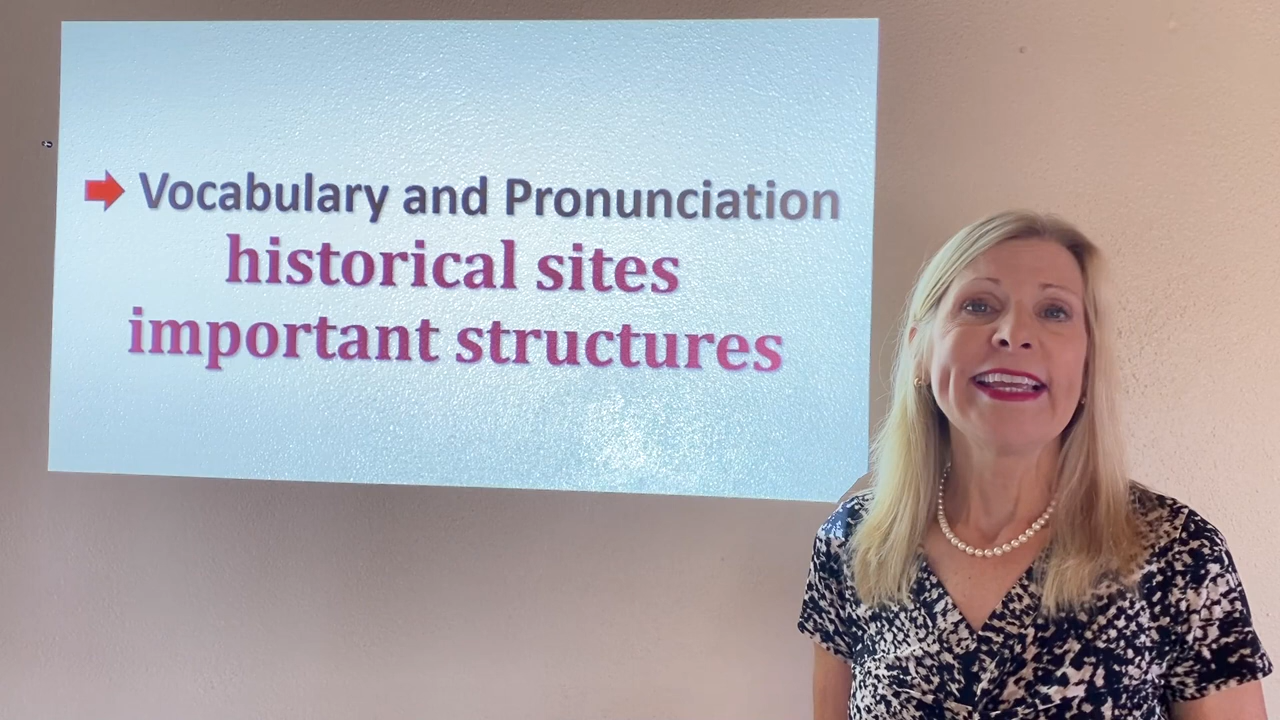 Vocabulary and Pronunciation
historical sites
important structures